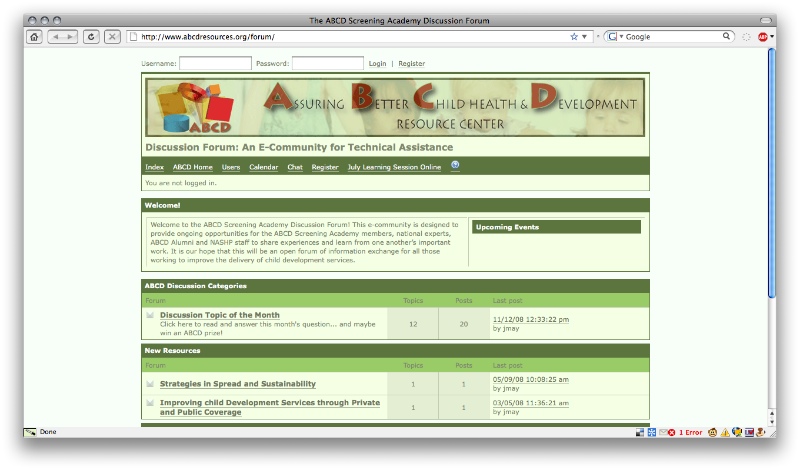 The ABCD Screening Academy Discussion Forum
http://www.abcdresources.org/forum/
Google
ABP
Username: Password: Login | Register
ABCD
ASSURING BETTER CHILD HEALTH & DEVELOPMENT
RESOURCE CENTER
Discussion Forum: An E-Community for Technical Assistance
Index ABCD Home Users Calendar Chat Register July Learning Session Online
You are not logged in.
Welcome!
Welcome to the ABCD Screening Academy Discussion Forum! This e-community is designed to
provide ongoing opportunities for the ABCD Screening Academy members, national experts,
ABCD Alumni and NASHP staff to share experiences and learn from one another's important
work. It is our hope that this will be an open forum of information exchange for all those
working to improve the delivery of child development services.
Upcoming Events
ABCD Discussion Categories
Forum Topics Posts Last post
Discussion Topic of the Month
Click here to read and answer this month's question... and maybe
win an ABCD prize!
12 20
11/12/08 12:33:22 pm
by jmay
New Resources
Forum Topics Posts Last post
Strategies in Spread and Sustainability
1 1
05/09/08 10:08:25 am
by jmay
Improving child Development Services through Private
and Public Coverage
1 1
03/05/08 11:36:21 am
by jmay
Done
1 Error